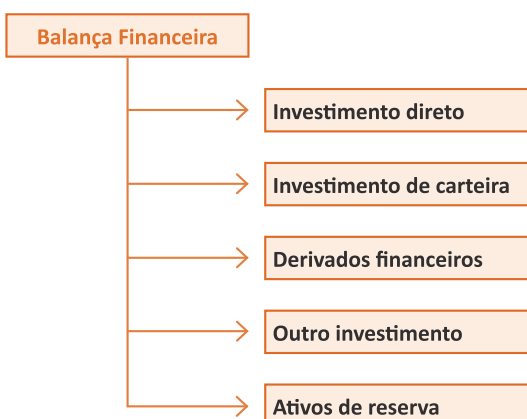 Balança Financeira
Investimento direto
Investimento de carteira
Derivados financeiros
Outro investimento
Ativos de reserva